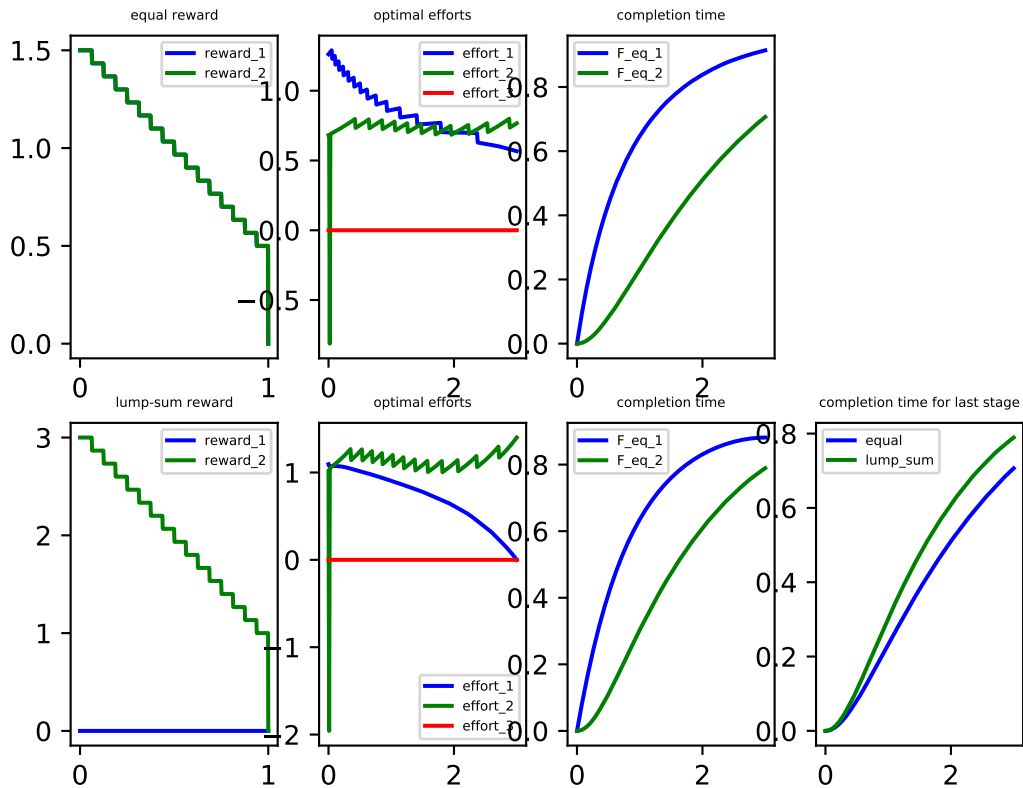 equal reward
reward_1
reward_2
1.5
1.0
0.5
0.0
0
1
optimal efforts
effort_1
effort_2
effort_3
1.0
0.5
0.0
−0.5
0
2
completion time
F_eq_1
F_eq_2
0.8
0.6
0.4
0.2
0.0
0
2
lump-sum reward
reward_1
reward_2
3
2
1
0
0
1
optimal efforts
1
0
−1
−2
effort_1
effort_2
effort_3
0
2
completion time
F_eq_1
F_eq_2
0.8
0.6
0.4
0.2
0.0
0
2
completion time for last stage
equal
lump_sum
0.8
0.6
0.4
0.2
0.0
0
2